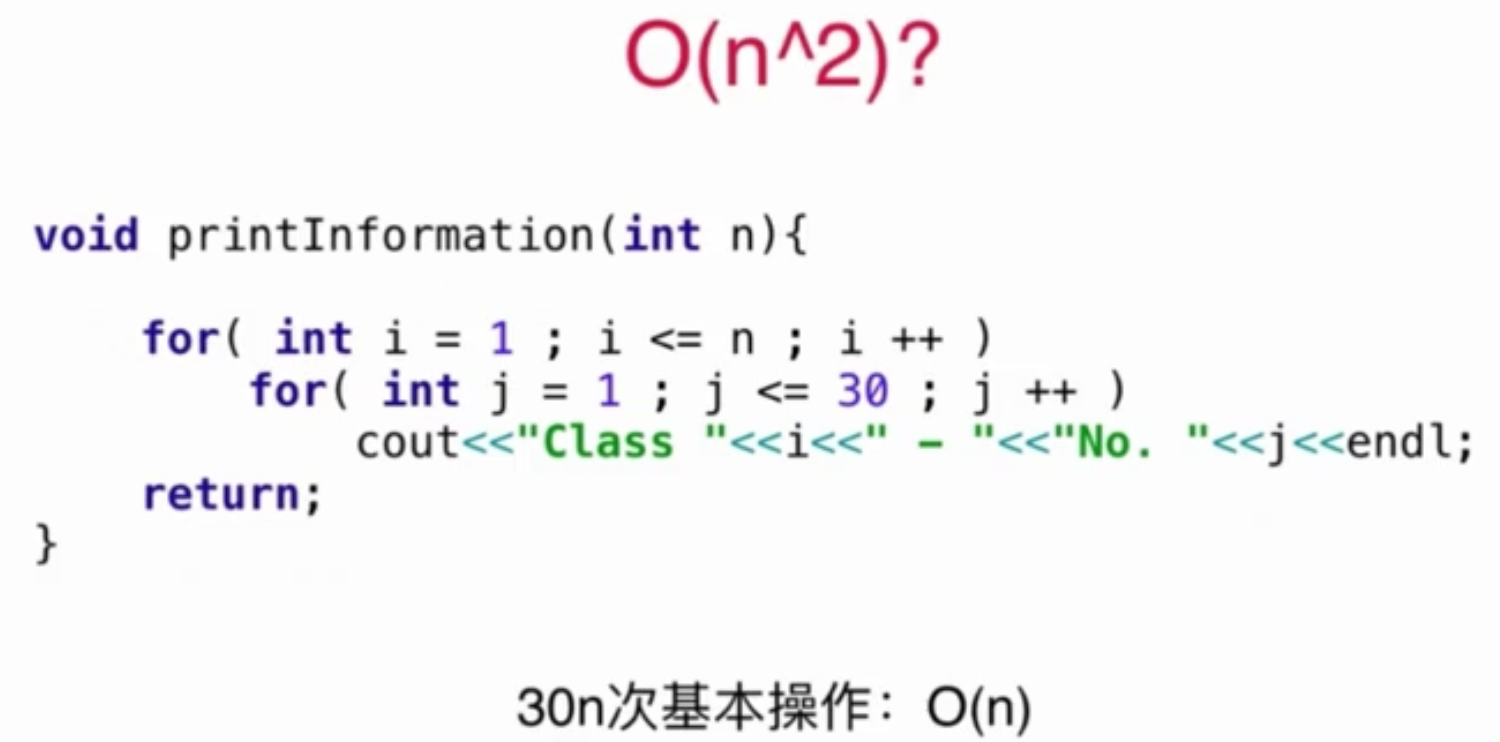 O(n^2)?
void printInformation(int n){
for( int i = 1 ; i <= n ; i ++ )
for( int j = 1 ; j <= 30 ; j ++ )
cout<<"Class "<<i<<" – "<<"No. "<<j<<endl;
return;
}
30n次基本操作：O(n)